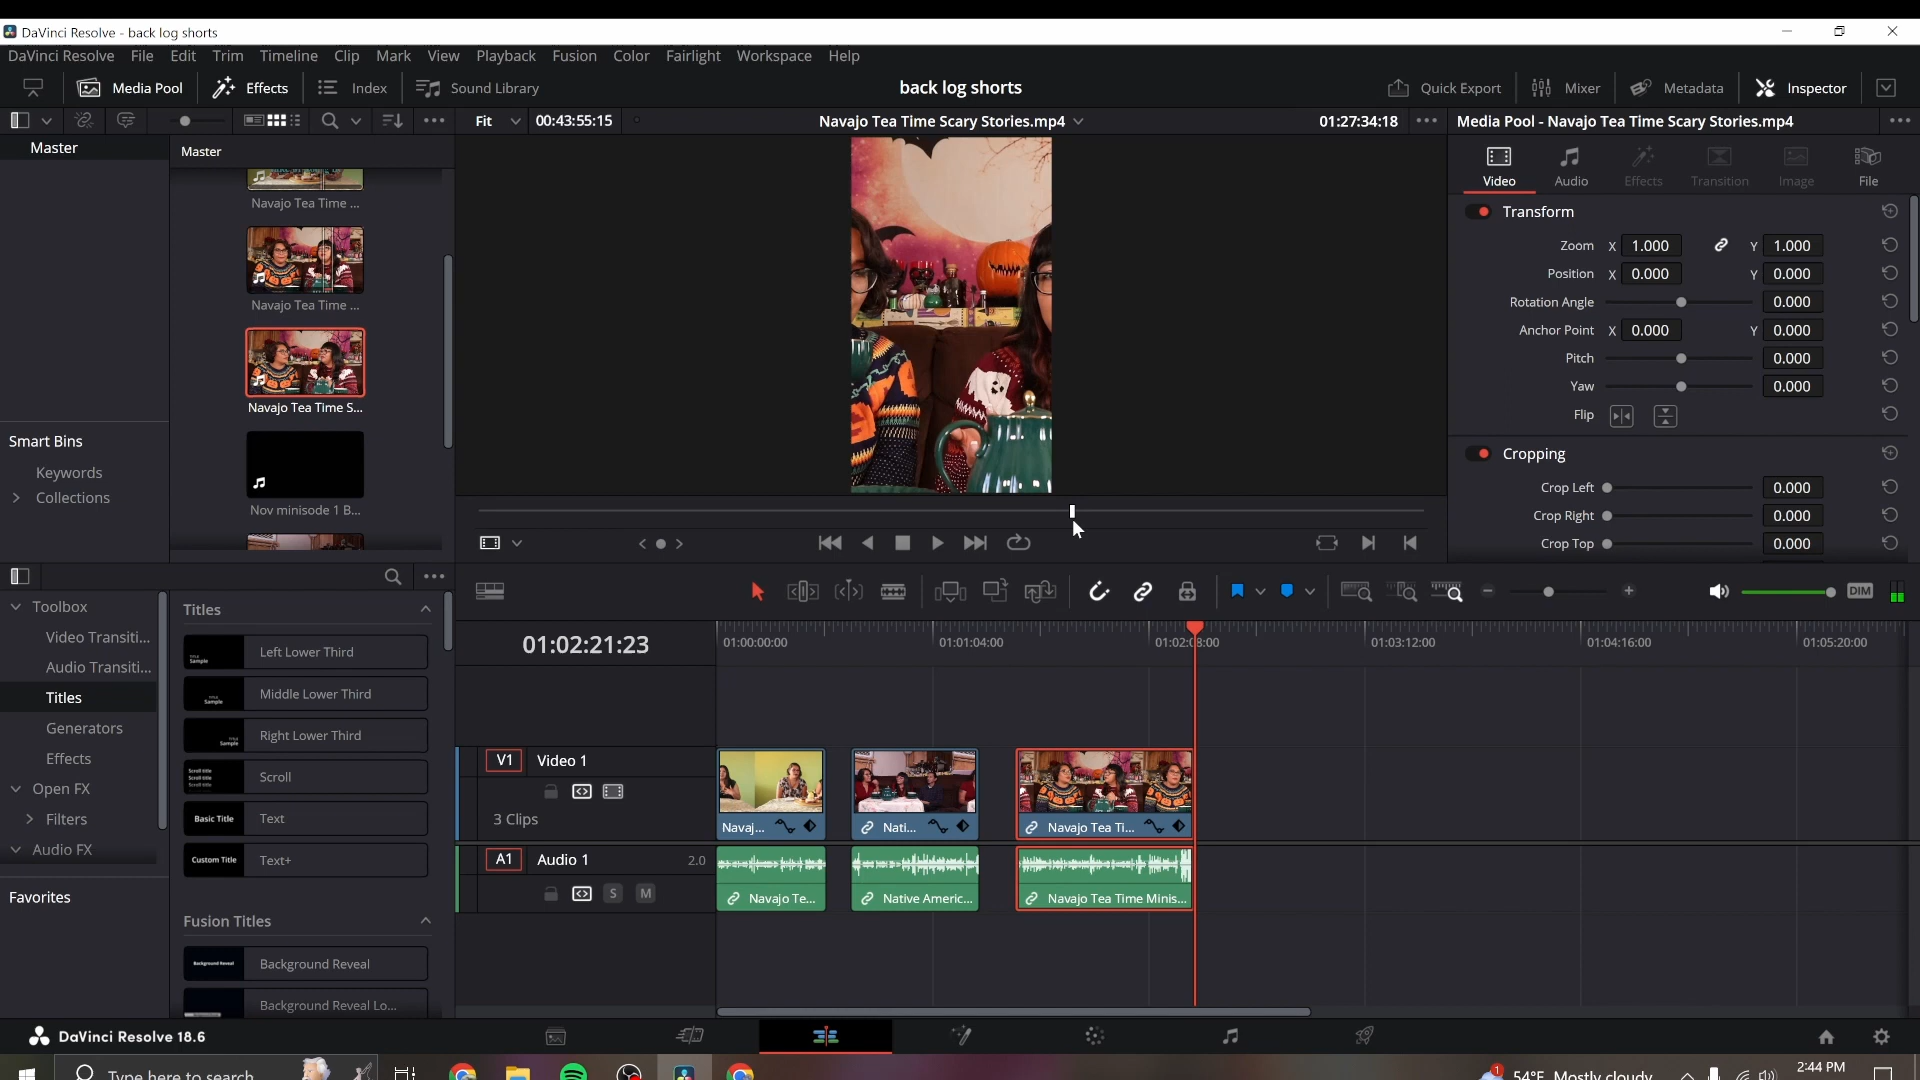 DaVinci Resolve - back log shorts
DaVinci Resolve File Edit Trim Timeline Clip Mark View Playback Fusion Color Fairlight Workspace Help
Media Pool Effects Index Sound Library back log shorts Quick Export Mixer Metadata Inspector
Fit 00:43:55:15 Navajo Tea Time Scary Stories.mp4 01:27:34:18 Media Pool - Navajo Tea Time Scary Stories.mp4
Master
Master
Navajo Tea Time ...
Navajo Tea Time ...
Navajo Tea Time S...
Nov minisode 1 B...
Smart Bins
Keywords
Collections
Video Audio Effects Transition Image File
Transform
Zoom X 1.000 Y 1.000
Position X 0.000 Y 0.000
Rotation Angle 0.000
Anchor Point X 0.000 Y 0.000
Pitch 0.000
Yaw 0.000
Flip
Cropping
Crop Left 0.000
Crop Right 0.000
Crop Top 0.000
Toolbox
Video Transiti...
Audio Transiti...
Titles
Generators
Effects
Open FX
Filters
Audio FX
Favorites
Titles
Left Lower Third
Middle Lower Third
Right Lower Third
Scroll
Basic Title Text
Custom Title Text+
Fusion Titles
Background Reveal Background Reveal
Background Reveal Lo...
DIM
01:02:21:23
01:00:00:00 01:01:04:00 01:02:08:00 01:03:12:00 01:04:16:00 01:05:20:00
V1 Video 1
3 Clips
Navaj... Nati... Navajo Tea Ti...
A1 Audio 1 2.0
S M
Navajo Te... Native Americ... Navajo Tea Time Minis...
DaVinci Resolve 18.6
Type here to search
1 54°F Mostly cloudy 2:44 PM